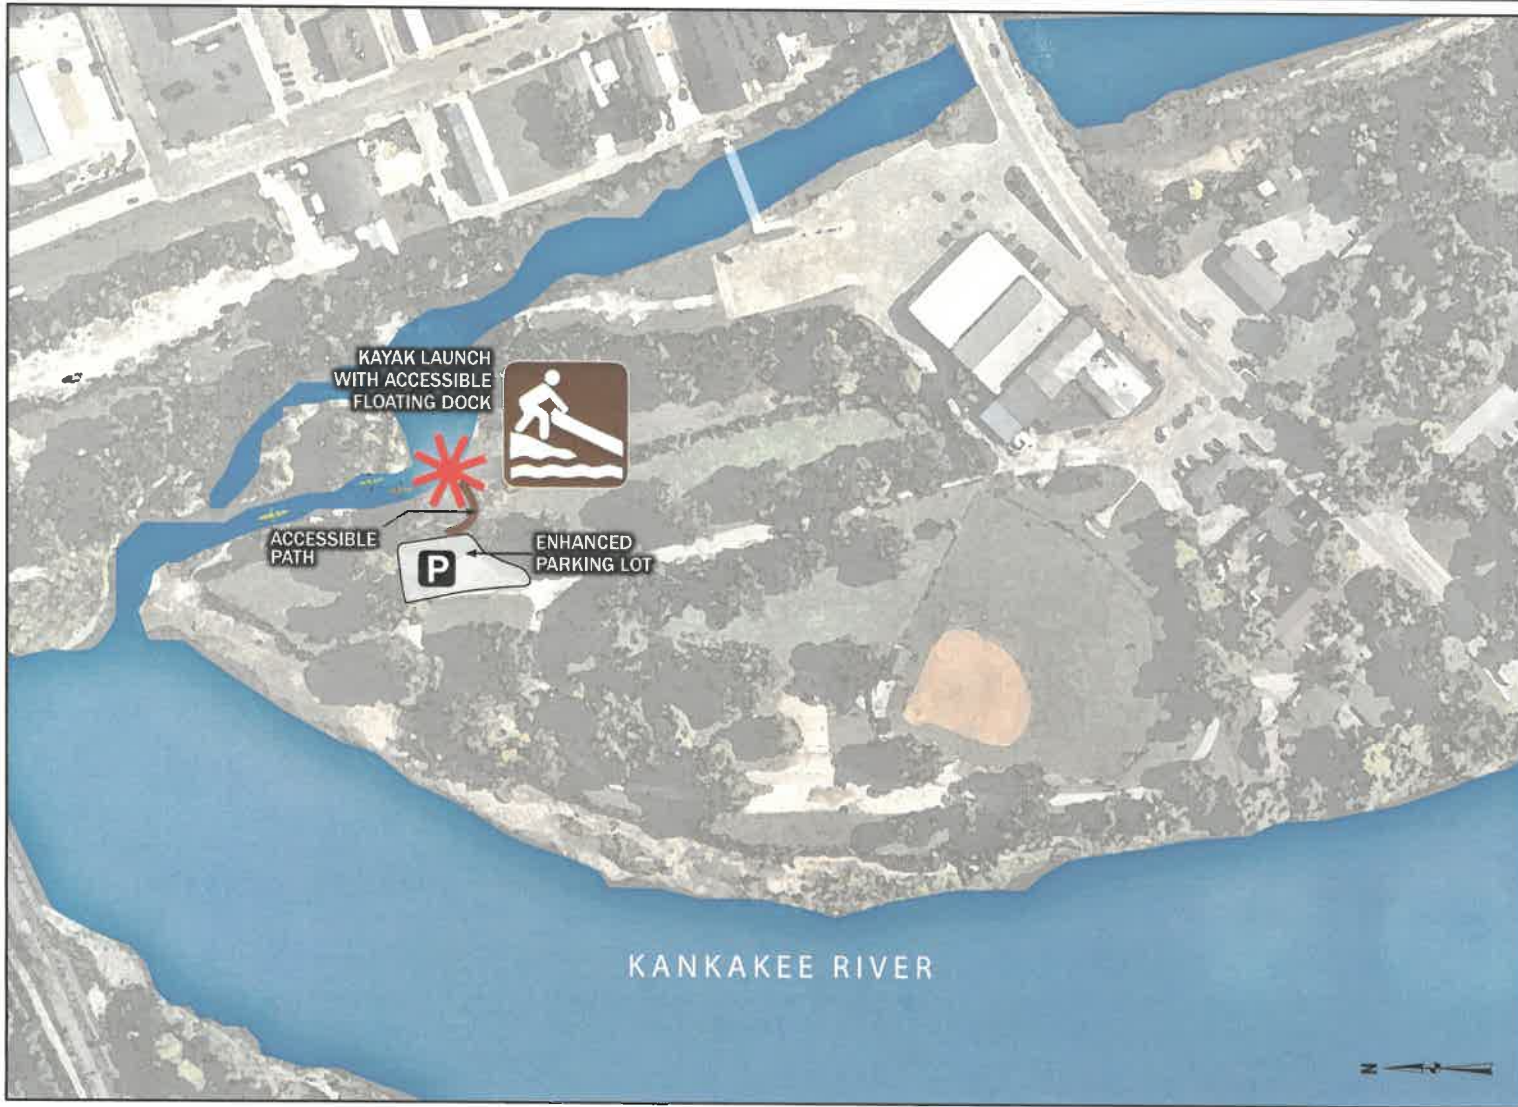 KAYAK LAUNCH
WITH ACCESSIBLE
FLOATING DOCK
ACCESSIBLE
PATH
P
ENHANCED
PARKING LOT
KANKAKEE RIVER
N